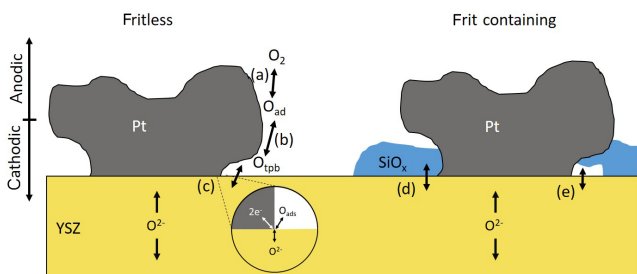 Fritless
Frit containing
Anodic
Cathodic
(a)
O2
Oad
(b)
Otpb
(c)
Pt
Pt
SiOx
(d)
(e)
YSZ
O2-
O2-
2e-
Oads
O2-